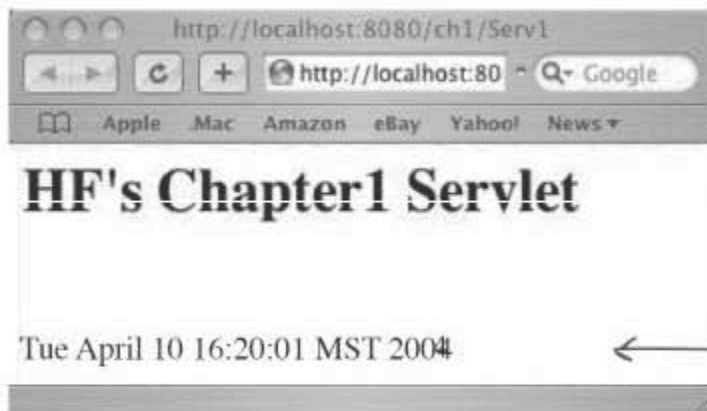 http://localhost:8080/ch1/Serv1
http://localhost:80 Google
Apple .Mac Amazon eBay Yahoo! News
HF's Chapter1 Servlet
Tue April 10 16:20:01 MST 2004